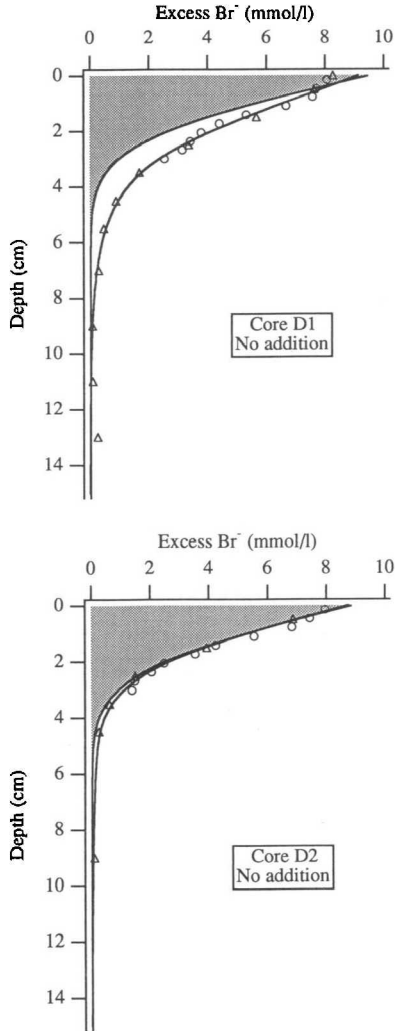 Excess Br⁻ (mmol/l)
0 2 4 6 8 10
0
2
4
6
8
10
12
14
Depth (cm)
Core D1
No addition
Excess Br⁻ (mmol/l)
0 2 4 6 8 10
0
2
4
6
8
10
12
14
Depth (cm)
Core D2
No addition